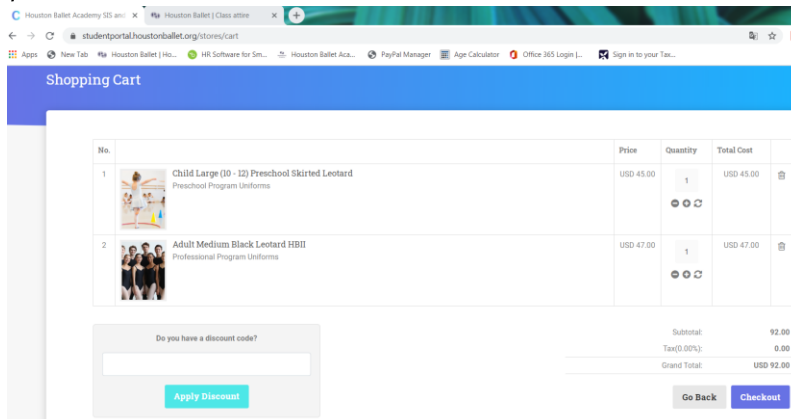 Houston Ballet Academy SIS and
Houston Ballet | Class attire
studentportal.houstonballet.org/stores/cart
Apps New Tab Houston Ballet | Ho... HR Software for Sm... Houston Ballet Aca... PayPal Manager Age Calculator Office 365 Login |... Sign in to your Tax...
Shopping Cart
No. Price Quantity Total Cost
1 Child Large (10 - 12) Preschool Skirted Leotard USD 45.00 1 USD 45.00
Preschool Program Uniforms
2 Adult Medium Black Leotard HBII USD 47.00 1 USD 47.00
Professional Program Uniforms
Do you have a discount code?
Apply Discount
Subtotal: 92.00
Tax(0.00%): 0.00
Grand Total: USD 92.00
Go Back Checkout